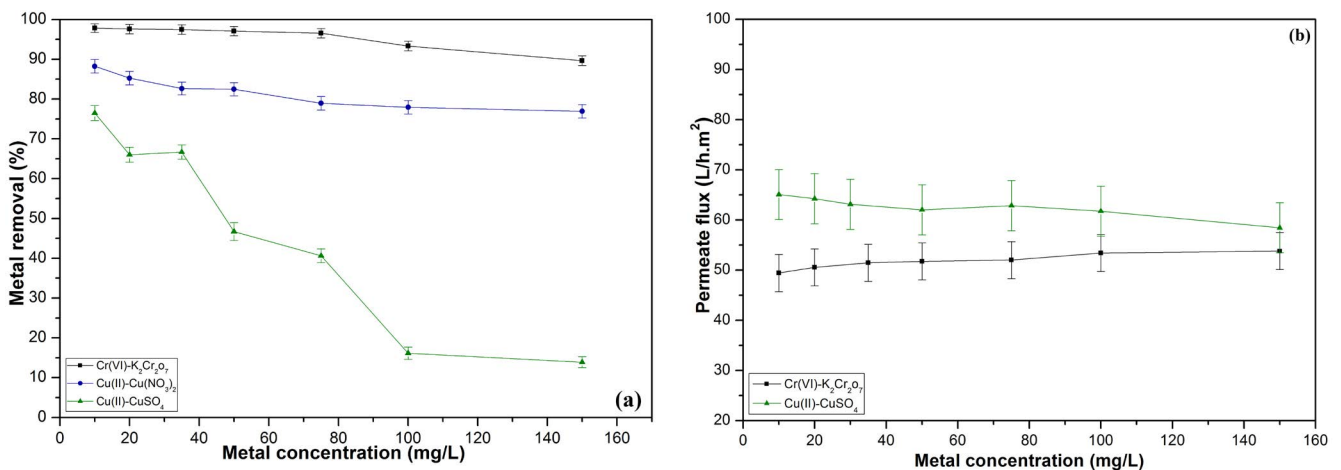 100
90
80
70
60
50
40
30
20
10
0
Metal removal (%)
Cr(VI)-K₂Cr₂o₇
Cu(II)-Cu(NO₃)₂
Cu(II)-CuSO₄
(a)
0 20 40 60 80 100 120 140 160
Metal concentration (mg/L)
(b)
100
90
80
70
60
50
40
30
20
Permeate flux (L/h.m²)
Cr(VI)-K₂Cr₂o₇
Cu(II)-CuSO₄
0 20 40 60 80 100 120 140 160
Metal concentration (mg/L)